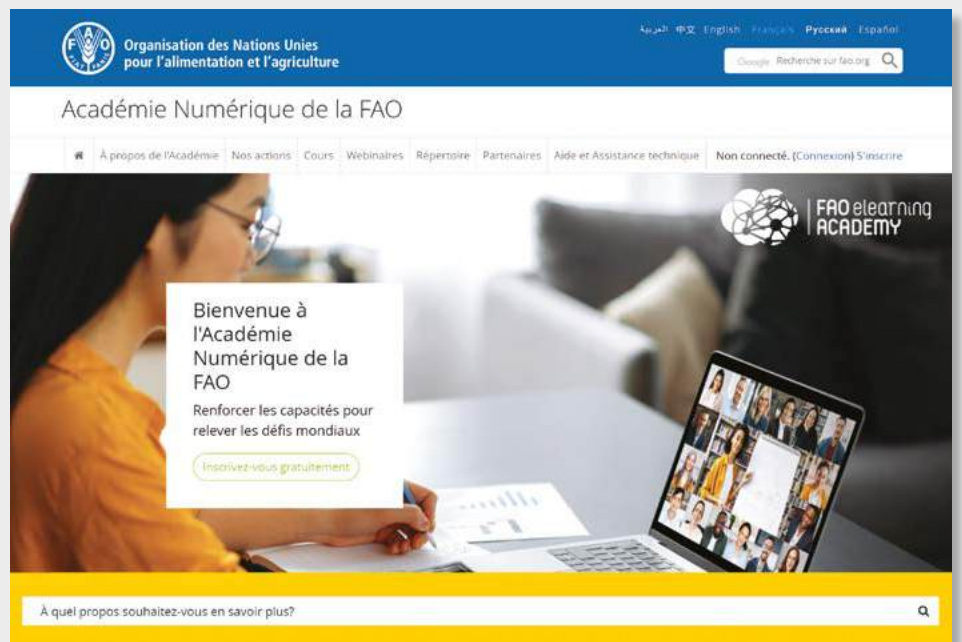 Organisation des Nations Unies
pour l'alimentation et l'agriculture
العربية 中文 English Français Русский Español
Google Recherche sur fao.org
Académie Numérique de la FAO
À propos de l'Académie Nos actions Cours Webinaires Répertoire Partenaires Aide et Assistance technique Non connecté. (Connexion) S'inscrire
FAO elearning
ACADEMY
Bienvenue à
l'Académie
Numérique de la
FAO
Renforcer les capacités pour
relever les défis mondiaux
Inscrivez-vous gratuitement
À quel propos souhaitez-vous en savoir plus?